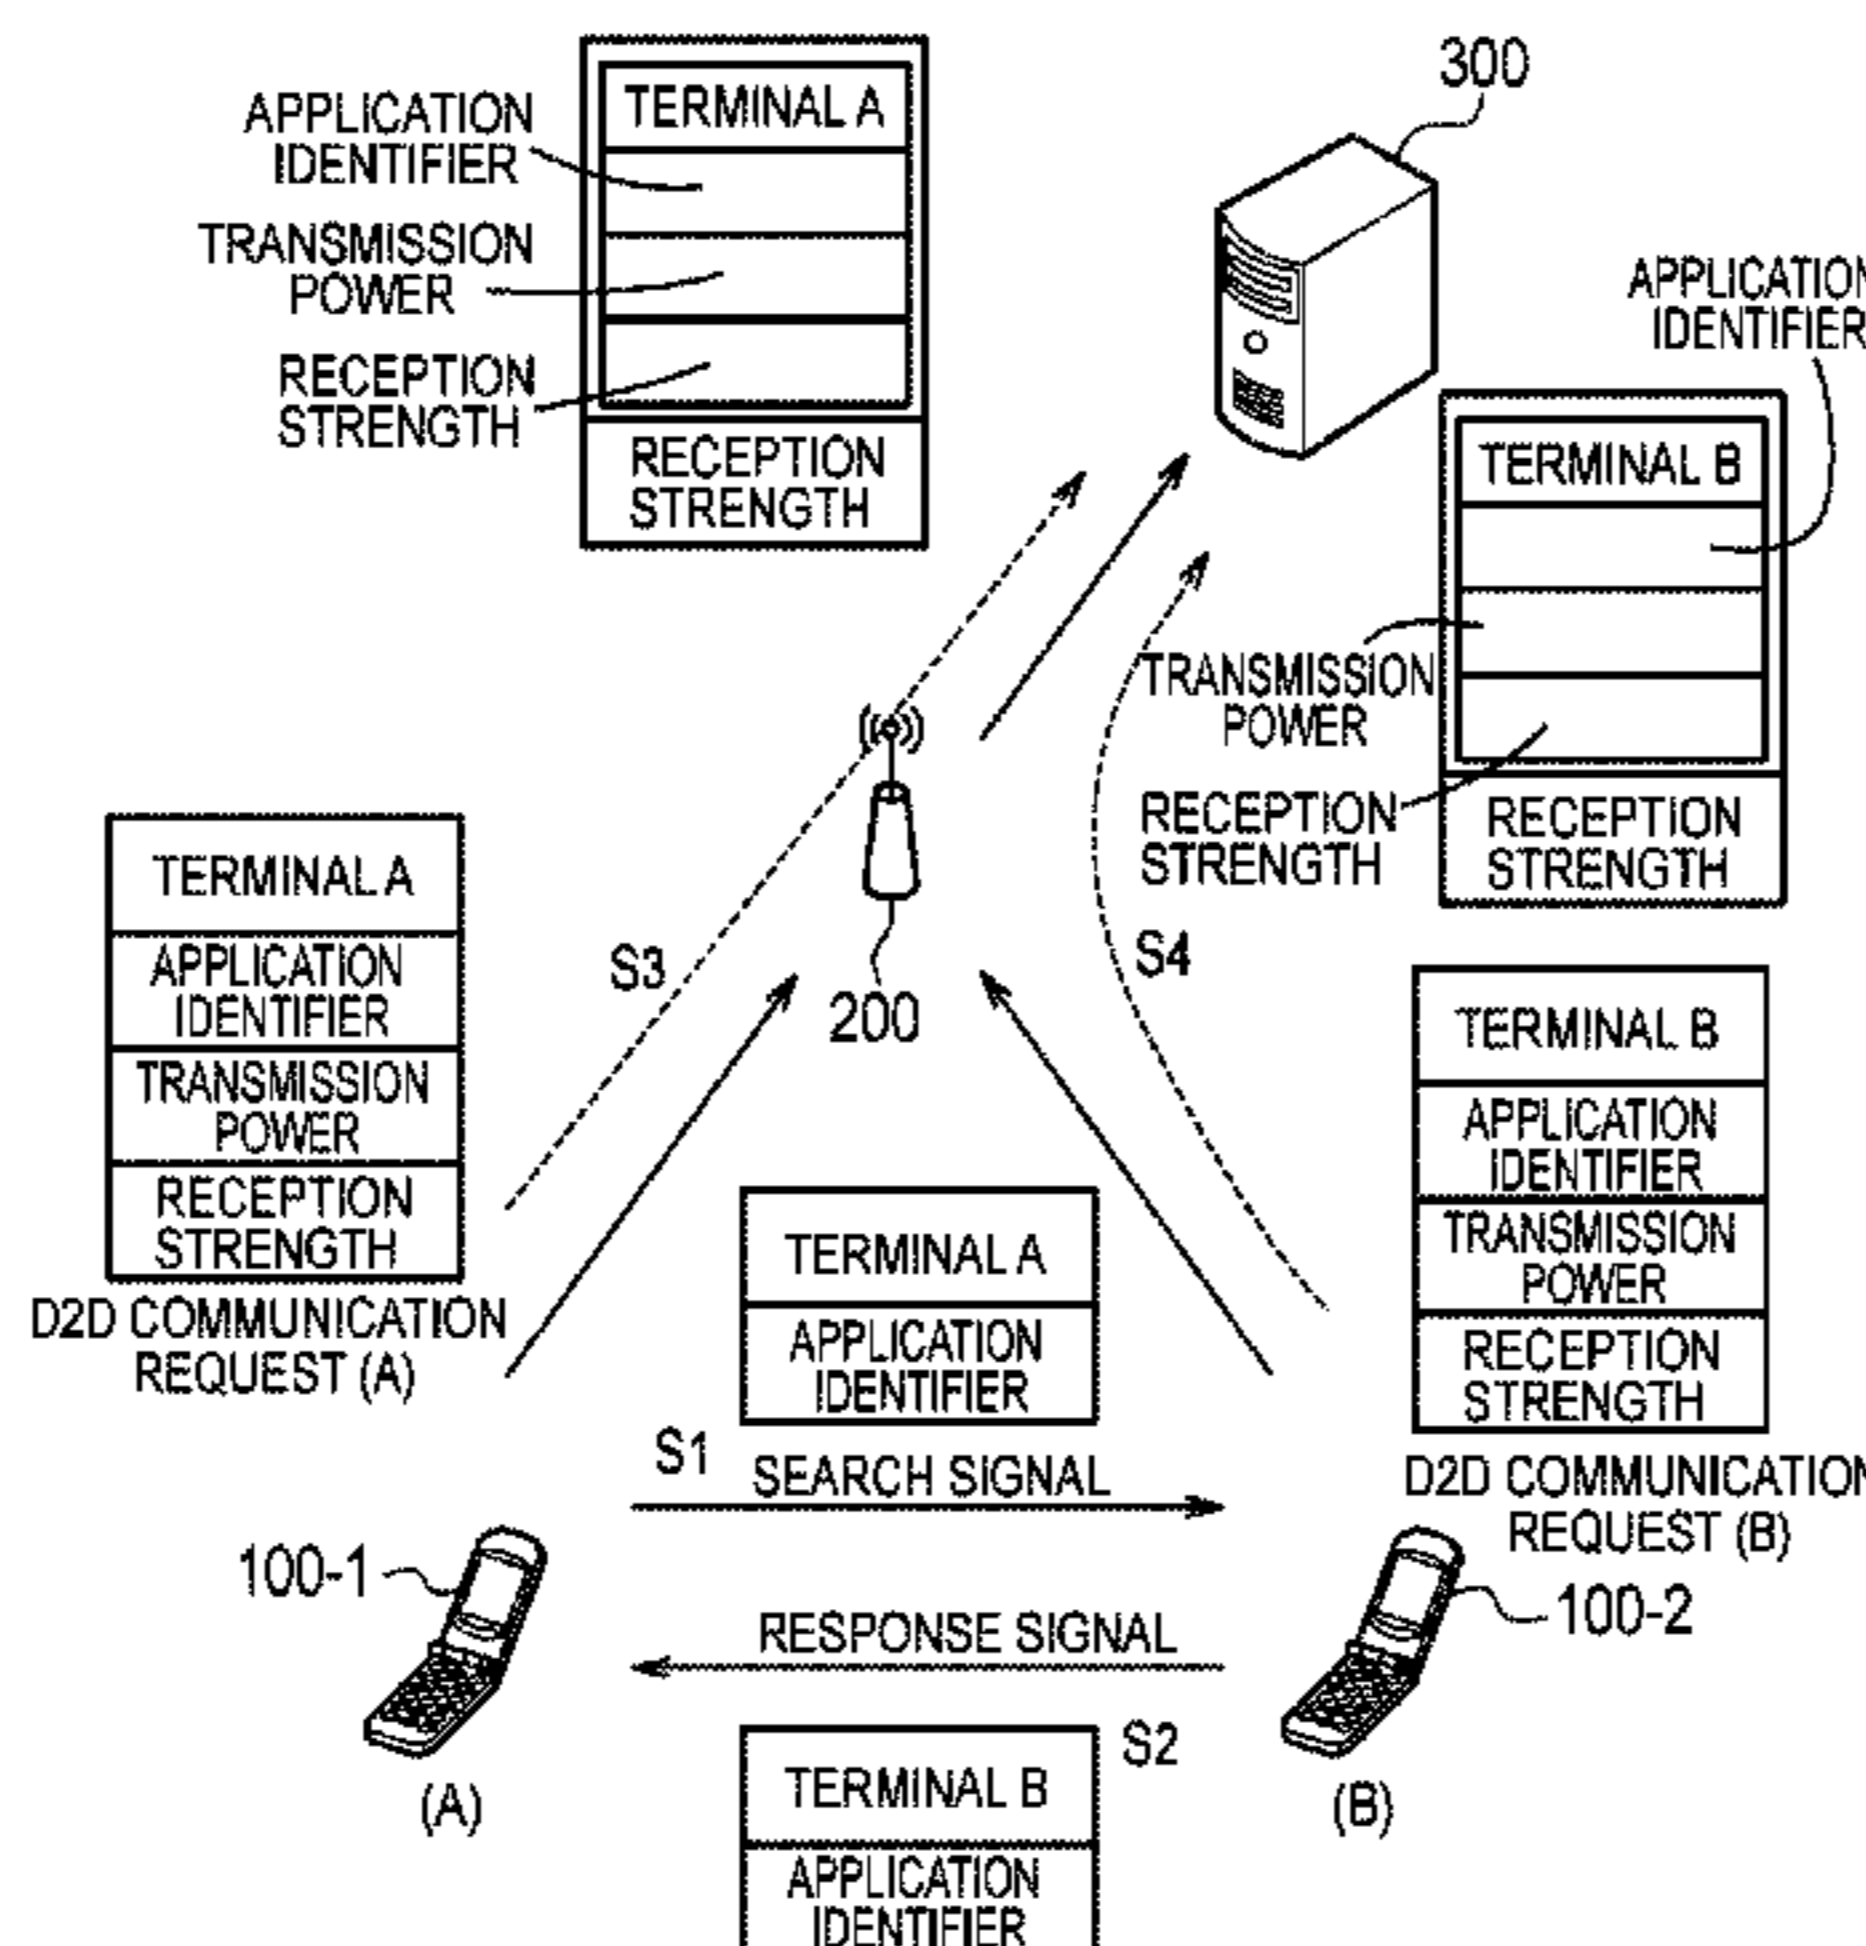 300
APPLICATION
IDENTIFIER
TERMINAL A
TRANSMISSION
POWER
RECEPTION
STRENGTH
RECEPTION
STRENGTH
APPLICATION
IDENTIFIER
TERMINAL B
TRANSMISSION
POWER
RECEPTION
STRENGTH
RECEPTION
STRENGTH
TERMINAL A
APPLICATION
IDENTIFIER
TRANSMISSION
POWER
RECEPTION
STRENGTH
D2D COMMUNICATION
REQUEST (A)
S3
200
S4
TERMINAL B
APPLICATION
IDENTIFIER
TRANSMISSION
POWER
RECEPTION
STRENGTH
D2D COMMUNICATION
REQUEST (B)
TERMINAL A
APPLICATION
IDENTIFIER
S1
SEARCH SIGNAL
100-1
100-2
RESPONSE SIGNAL
S2
(A)
(B)
TERMINAL B
APPLICATION
IDENTIFIER